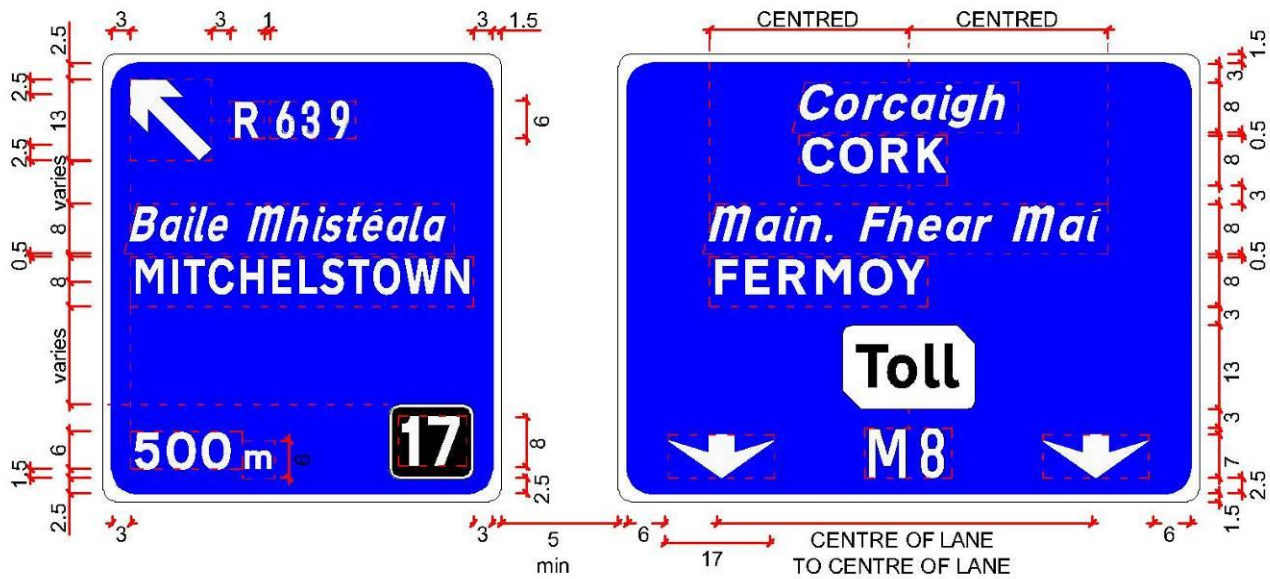 3 3 1 3 1.5
CENTRED CENTRED
2.5
2.5
13
2.5
varies
8
0.5
8
varies
6
1.5
2.5
R 639
6
Baile Mhistéala
MITCHELSTOWN
500 m
6
17
8
2.5
3 3
5
min
Corcaigh
CORK
Main. Fhear Maí
FERMOY
Toll
M 8
1.5
3
8
0.5
8
3
8
0.5
8
3
13
3
7
2.5
1.5
6 6
17
CENTRE OF LANE
TO CENTRE OF LANE